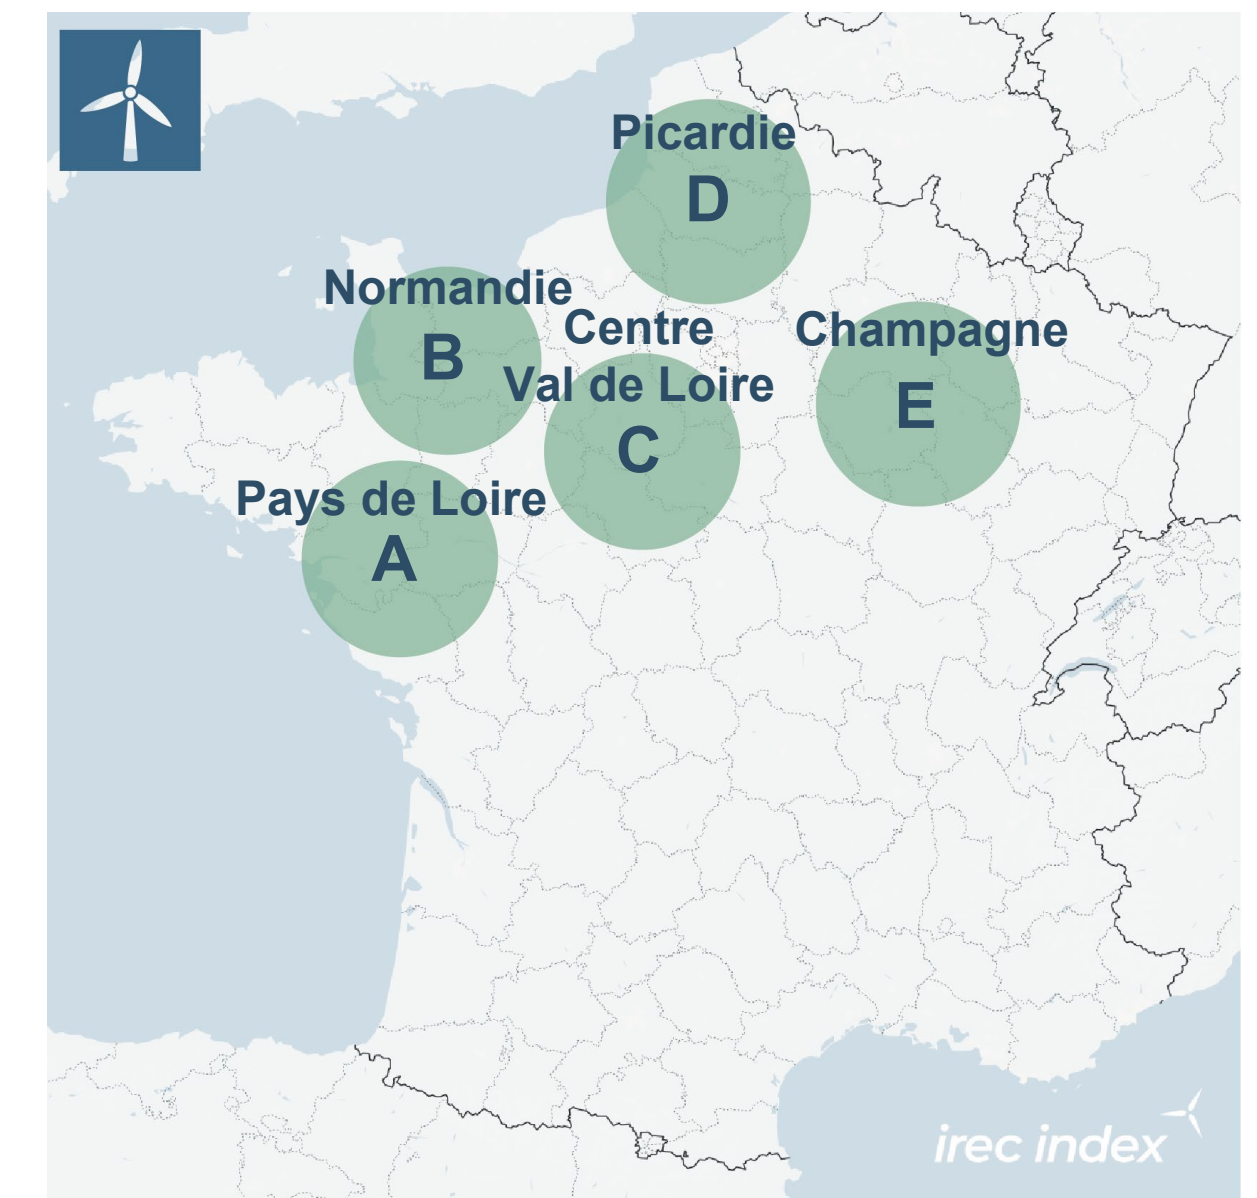 Picardie
D
Normandie
B
Centre
Val de Loire
C
Champagne
E
Pays de Loire
A
irec index